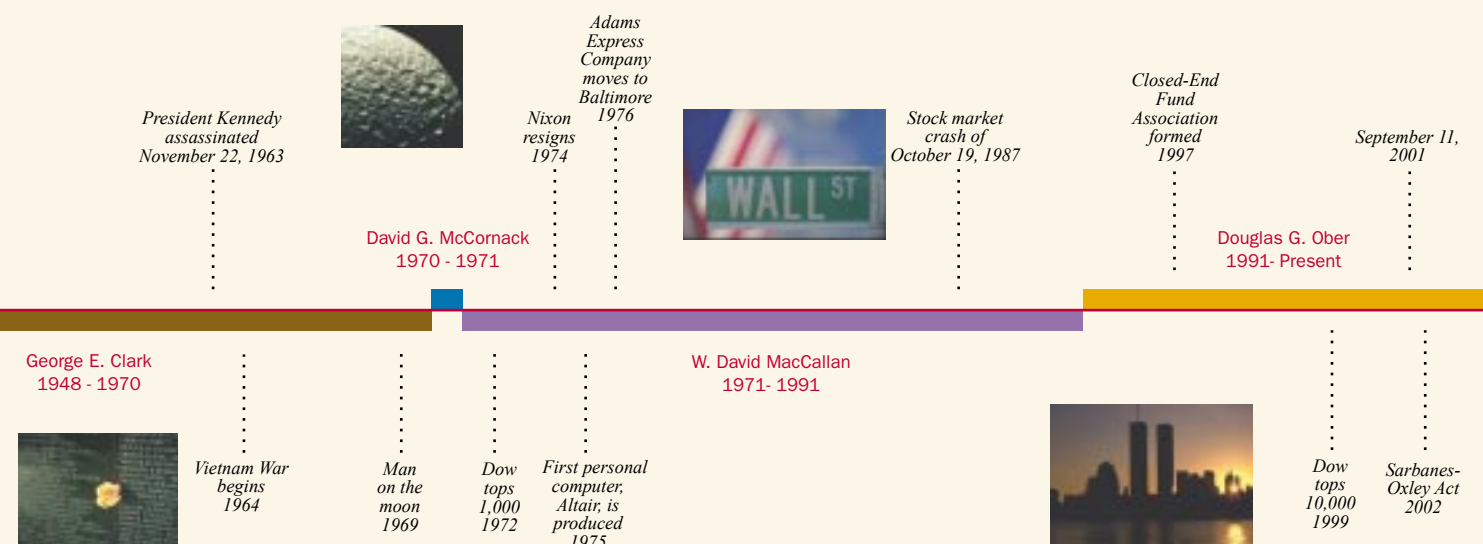 President Kennedy
assassinated
November 22, 1963
Nixon
resigns
1974
Adams
Express
Company
moves to
Baltimore
1976
WALL ST
Stock market
crash of
October 19, 1987
Closed-End
Fund
Association
formed
1997
September 11,
2001
David G. McCornack
1970 - 1971
Douglas G. Ober
1991- Present
George E. Clark
1948 - 1970
W. David MacCallan
1971- 1991
Vietnam War
begins
1964
Man
on the
moon
1969
Dow
tops
1,000
1972
First personal
computer,
Altair, is
produced
1975
Dow
tops
10,000
1999
Sarbanes-
Oxley Act
2002